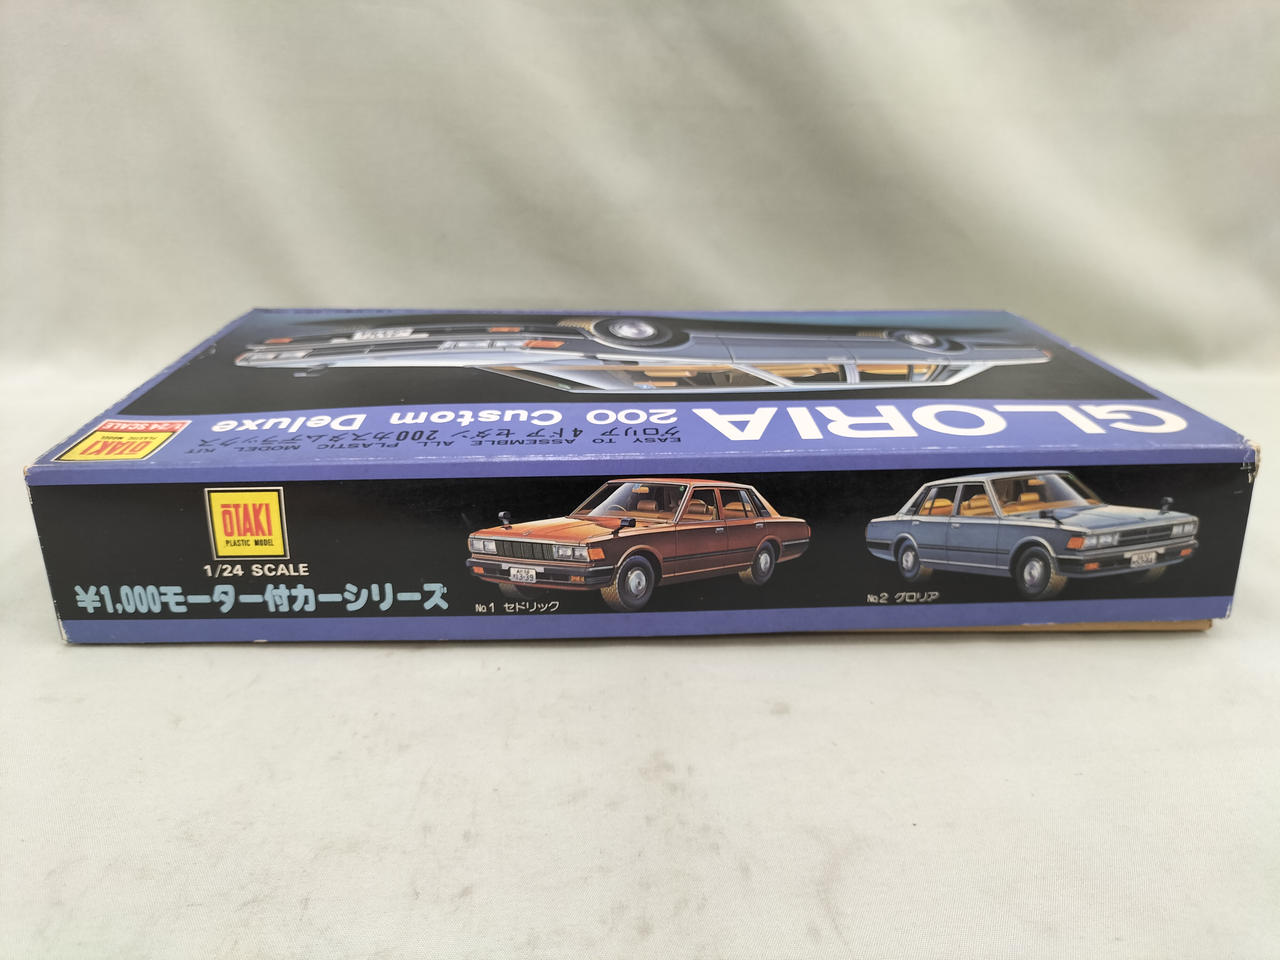 GLORIA
200 Custom Deluxe
グロリア 4ドアセダン 200カスタムデラックス
EASY TO ASSEMBLE ALL PLASTIC MODEL KIT
1/24 SCALE
OTAKI
PLASTIC MODEL
ōTAKI
PLASTIC MODEL
1/24 SCALE
¥1,000モーター付カーシリーズ
No.1 セドリック
No.2 グロリア